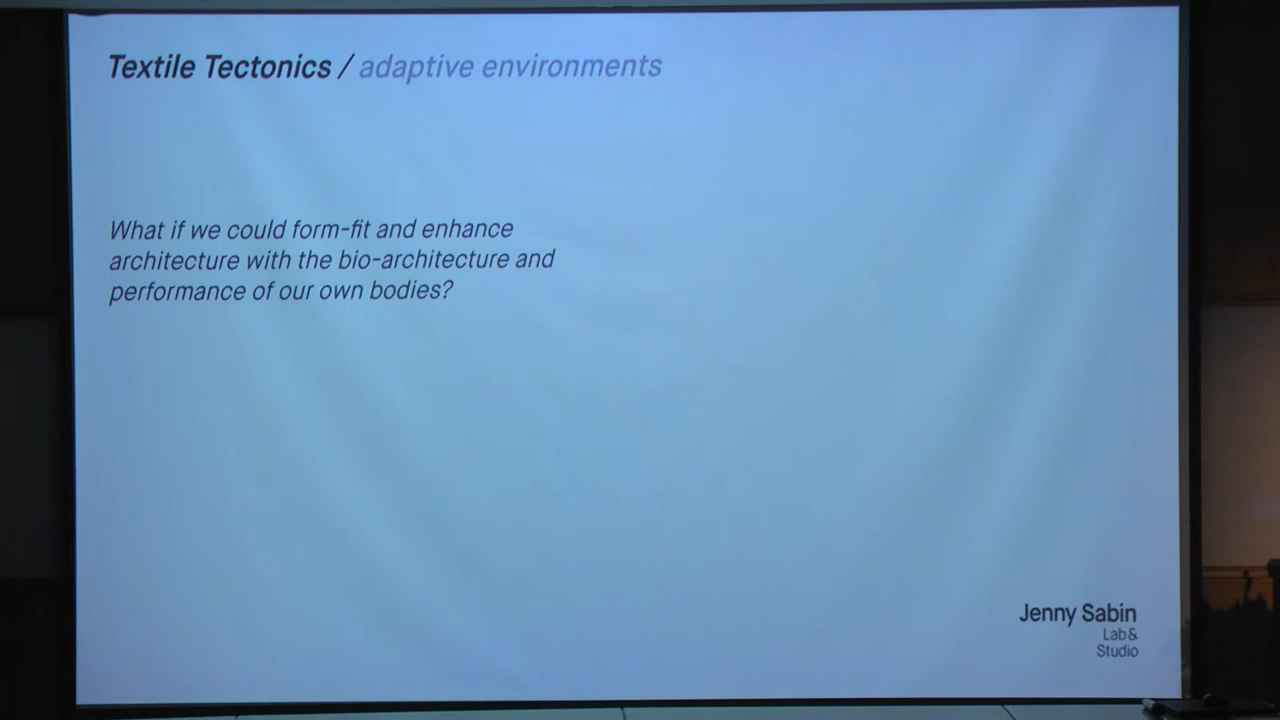 Textile Tectonics / adaptive environments
What if we could form-fit and enhance
architecture with the bio-architecture and
performance of our own bodies?
Jenny Sabin
Lab&
Studio